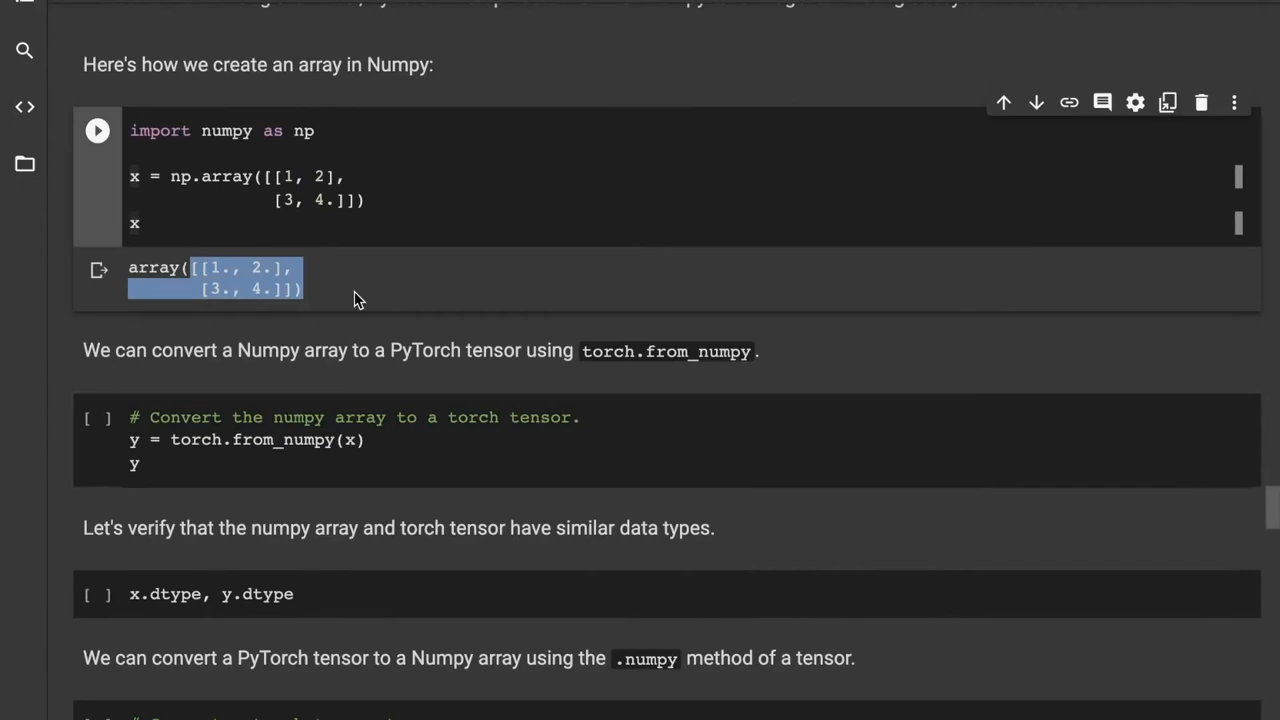 Here's how we create an array in Numpy:
import numpy as np
x = np.array([[1, 2],
[3, 4.]])
x
array([[1., 2.],
[3., 4.]])
We can convert a Numpy array to a PyTorch tensor using torch.from_numpy.
[ ] # Convert the numpy array to a torch tensor.
y = torch.from_numpy(x)
y
Let's verify that the numpy array and torch tensor have similar data types.
[ ] x.dtype, y.dtype
We can convert a PyTorch tensor to a Numpy array using the .numpy method of a tensor.